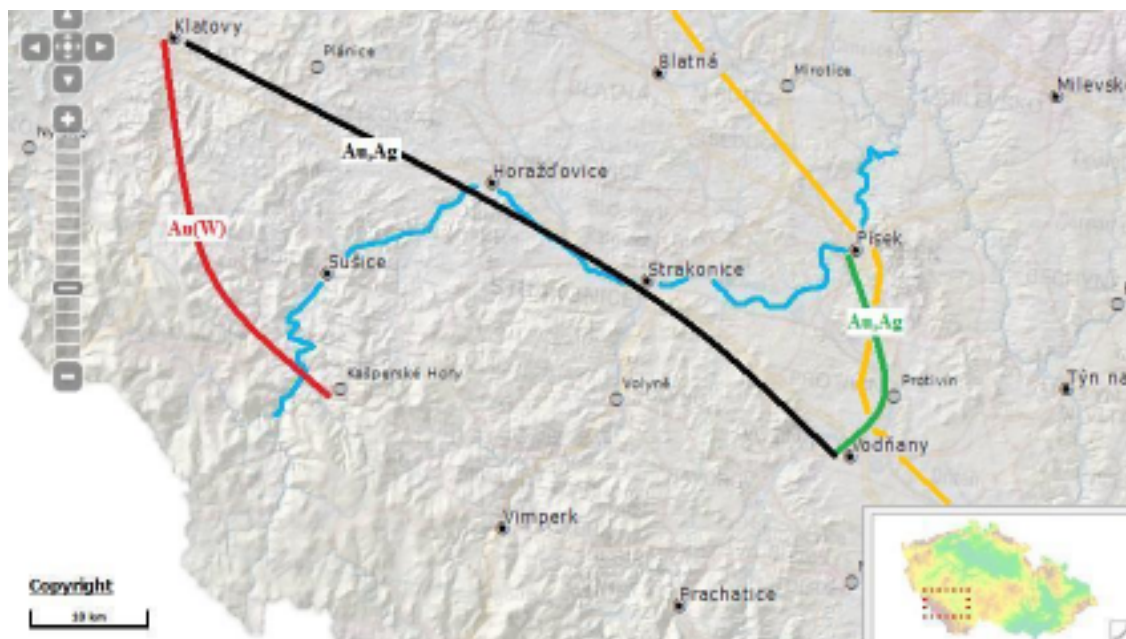 Klatovy
Plánice
Blatná
Mirotice
Milevsko
Au,Ag
Horažďovice
Au(W)
Písek
Sušice
Strakonice
Au,Ag
Kašperské Hory
Volyně
Protivín
Týn na
Vodňany
Vimperk
Prachatice
Copyright
10 km